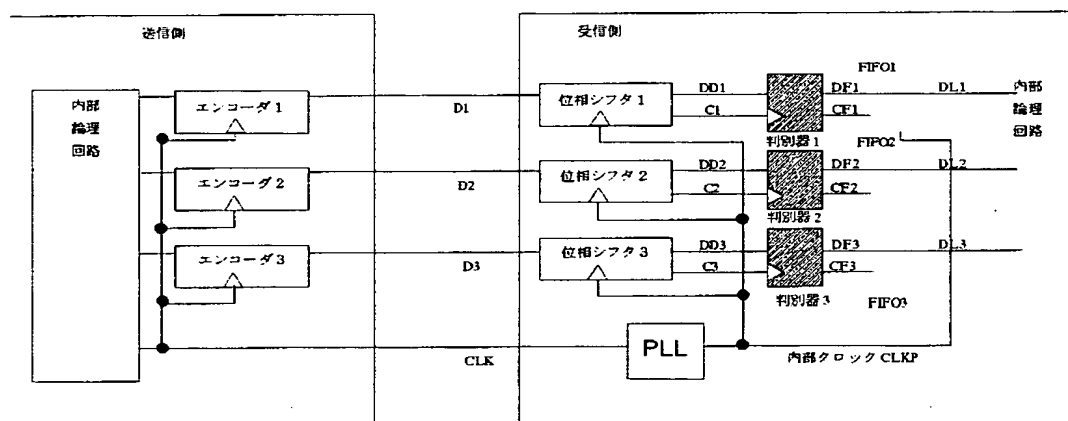 送信側
受信側
内部
論理
回路
エンコーダ1
D1
位相シフタ1
DD1
C1
判別器1
FIFO1
DF1
CF1
DL1
内部
論理
回路
エンコーダ2
D2
位相シフタ2
DD2
C2
判別器2
FIFO2
DF2
CF2
DL2
エンコーダ3
D3
位相シフタ3
DD3
C3
判別器3
DF3
CF3
DL3
FIFO3
CLK
PLL
内部クロックCLKP